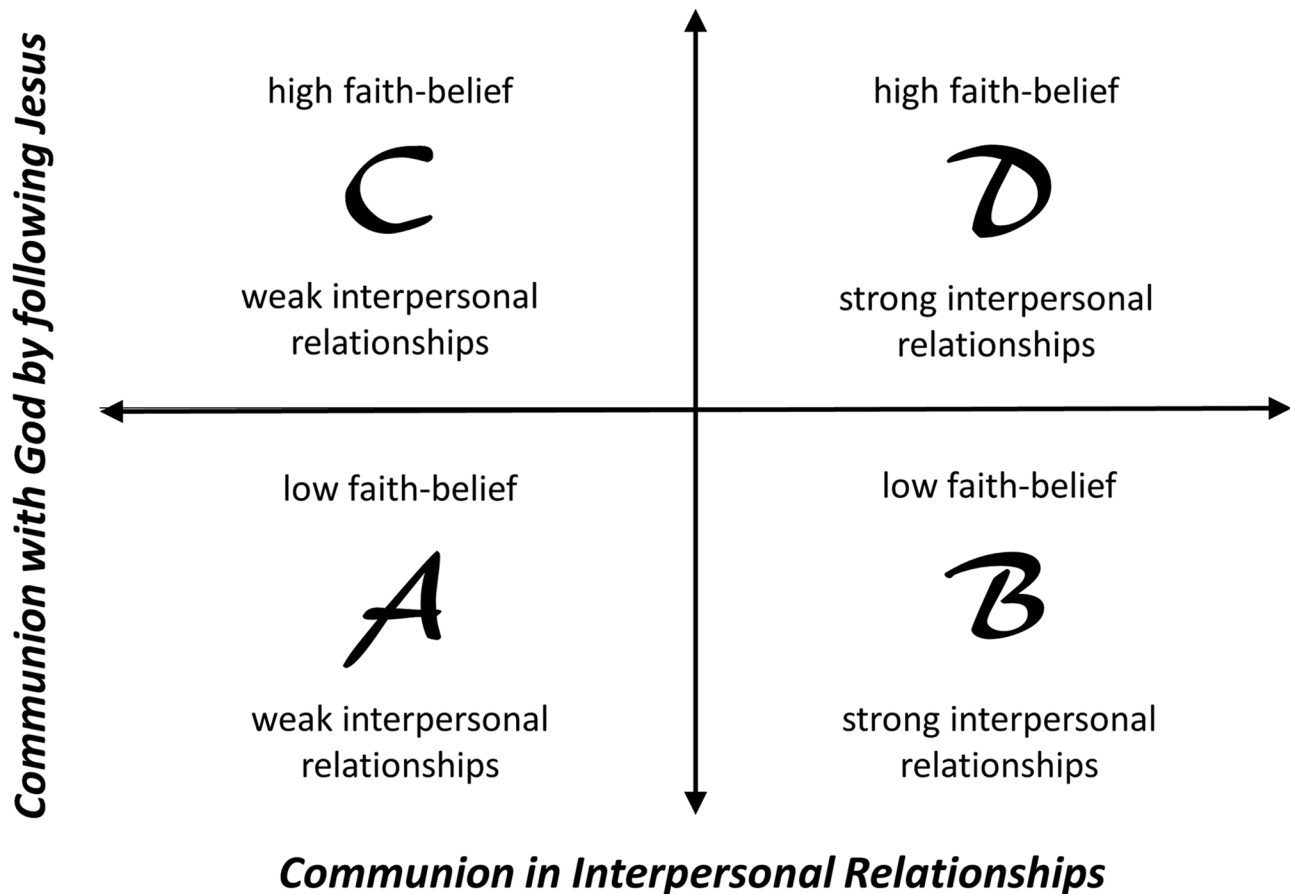 Communion with God by following Jesus
high faith-belief
C
weak interpersonal
relationships
high faith-belief
D
strong interpersonal
relationships
low faith-belief
A
weak interpersonal
relationships
low faith-belief
B
strong interpersonal
relationships
Communion in Interpersonal Relationships